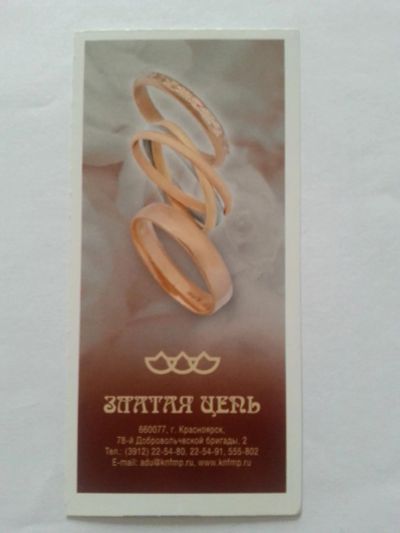 ЗЛАТАЯ ЦЕПЬ
660077, г. Красноярск,
78-й Добровольческой бригады, 2
Тел.: (3912) 22-54-80, 22-54-91, 555-802
E-mail: adu@knfmp.ru, www.knfmp.ru